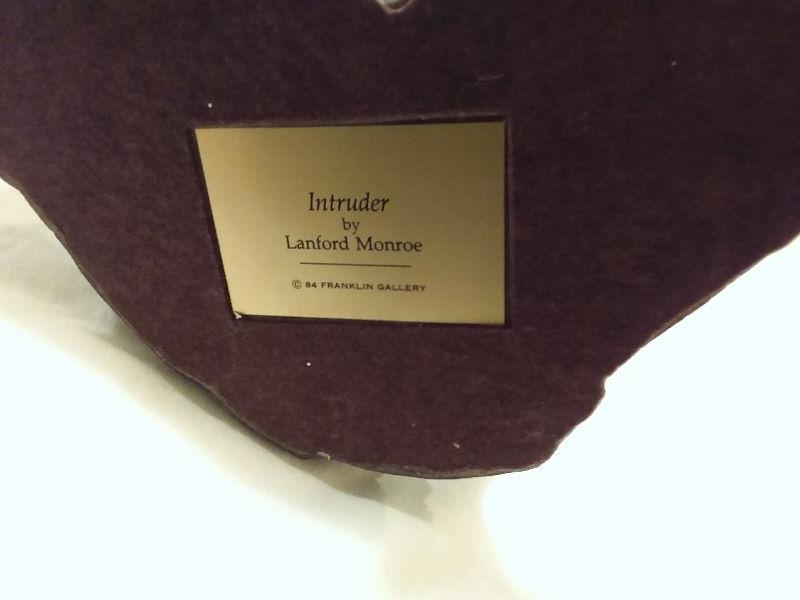 Intruder
by
Lanford Monroe
© 84 FRANKLIN GALLERY